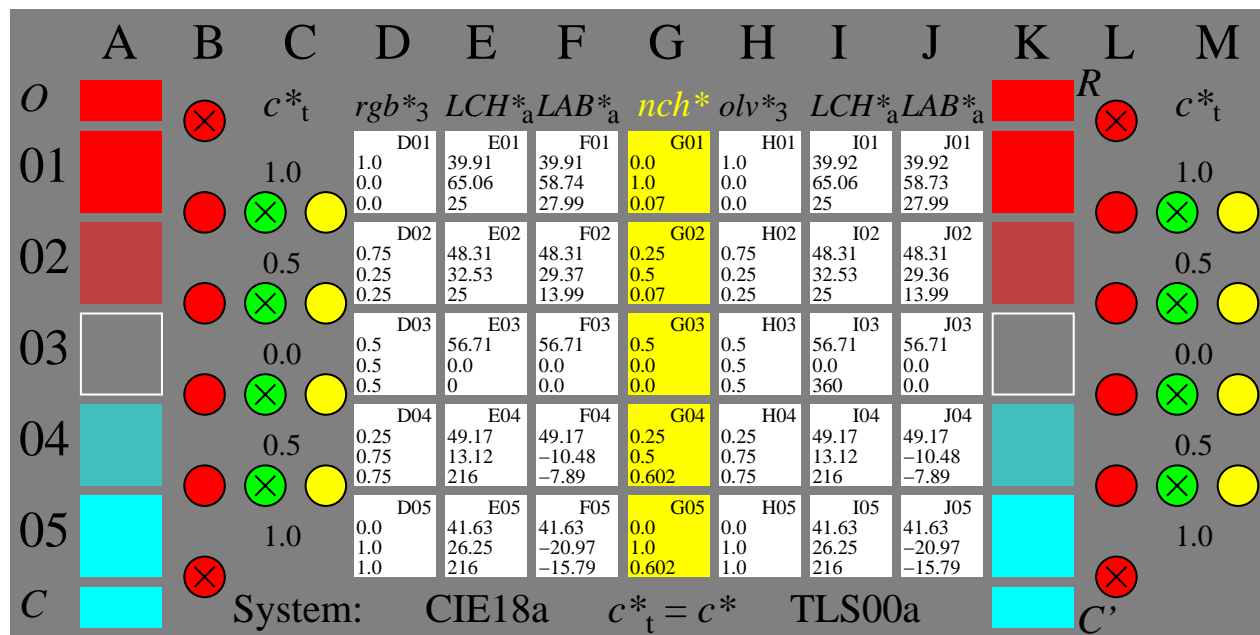 A B C D E F G H I J K L M
O c*t rgb*3 LCH*a LAB*a nch* olv*3 LCH*a LAB*a R c*t
01 1.0 1.0
D01 E01 F01 G01 H01 I01 J01
1.0 39.91 39.91 0.0 1.0 39.92 39.92
0.0 65.06 58.74 1.0 0.0 65.06 58.73
0.0 25 27.99 0.07 0.0 25 27.99
02 0.5 0.5
D02 E02 F02 G02 H02 I02 J02
0.75 48.31 48.31 0.25 0.75 48.31 48.31
0.25 32.53 29.37 0.5 0.25 32.53 29.36
0.25 25 13.99 0.07 0.25 25 13.99
03 0.0 0.0
D03 E03 F03 G03 H03 I03 J03
0.5 56.71 56.71 0.5 0.5 56.71 56.71
0.5 0.0 0.0 0.0 0.5 0.0 0.0
0.5 0 0.0 0.0 0.5 360 0.0
04 0.5 0.5
D04 E04 F04 G04 H04 I04 J04
0.25 49.17 49.17 0.25 0.25 49.17 49.17
0.75 13.12 −10.48 0.5 0.75 13.12 −10.48
0.75 216 −7.89 0.602 0.75 216 −7.89
05 1.0 1.0
D05 E05 F05 G05 H05 I05 J05
0.0 41.63 41.63 0.0 0.0 41.63 41.63
1.0 26.25 −20.97 1.0 1.0 26.25 −20.97
1.0 216 −15.79 0.602 1.0 216 −15.79
C System: CIE18a c*t = c* TLS00a C'